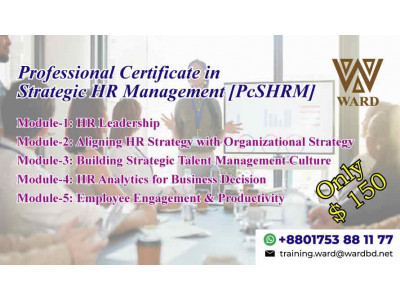 Professional Certificate in
Strategic HR Management [PcSHRM]
WARD
Module-1: HR Leadership
Module-2: Aligning HR Strategy with Organizational Strategy
Module-3: Building Strategic Talent Management Culture
Module-4: HR Analytics for Business Decision
Module-5: Employee Engagement & Productivity
Only
$ 150
+8801753 88 11 77
training.ward@wardbd.net